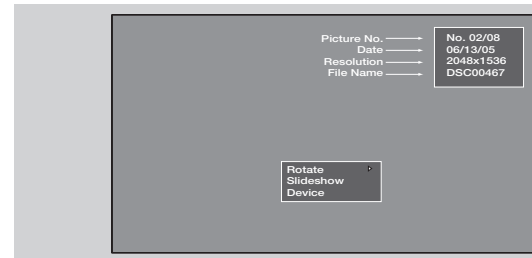 Picture No. No. 02/08
Date 06/13/05
Resolution 2048x1536
File Name DSC00467
Rotate
Slideshow
Device